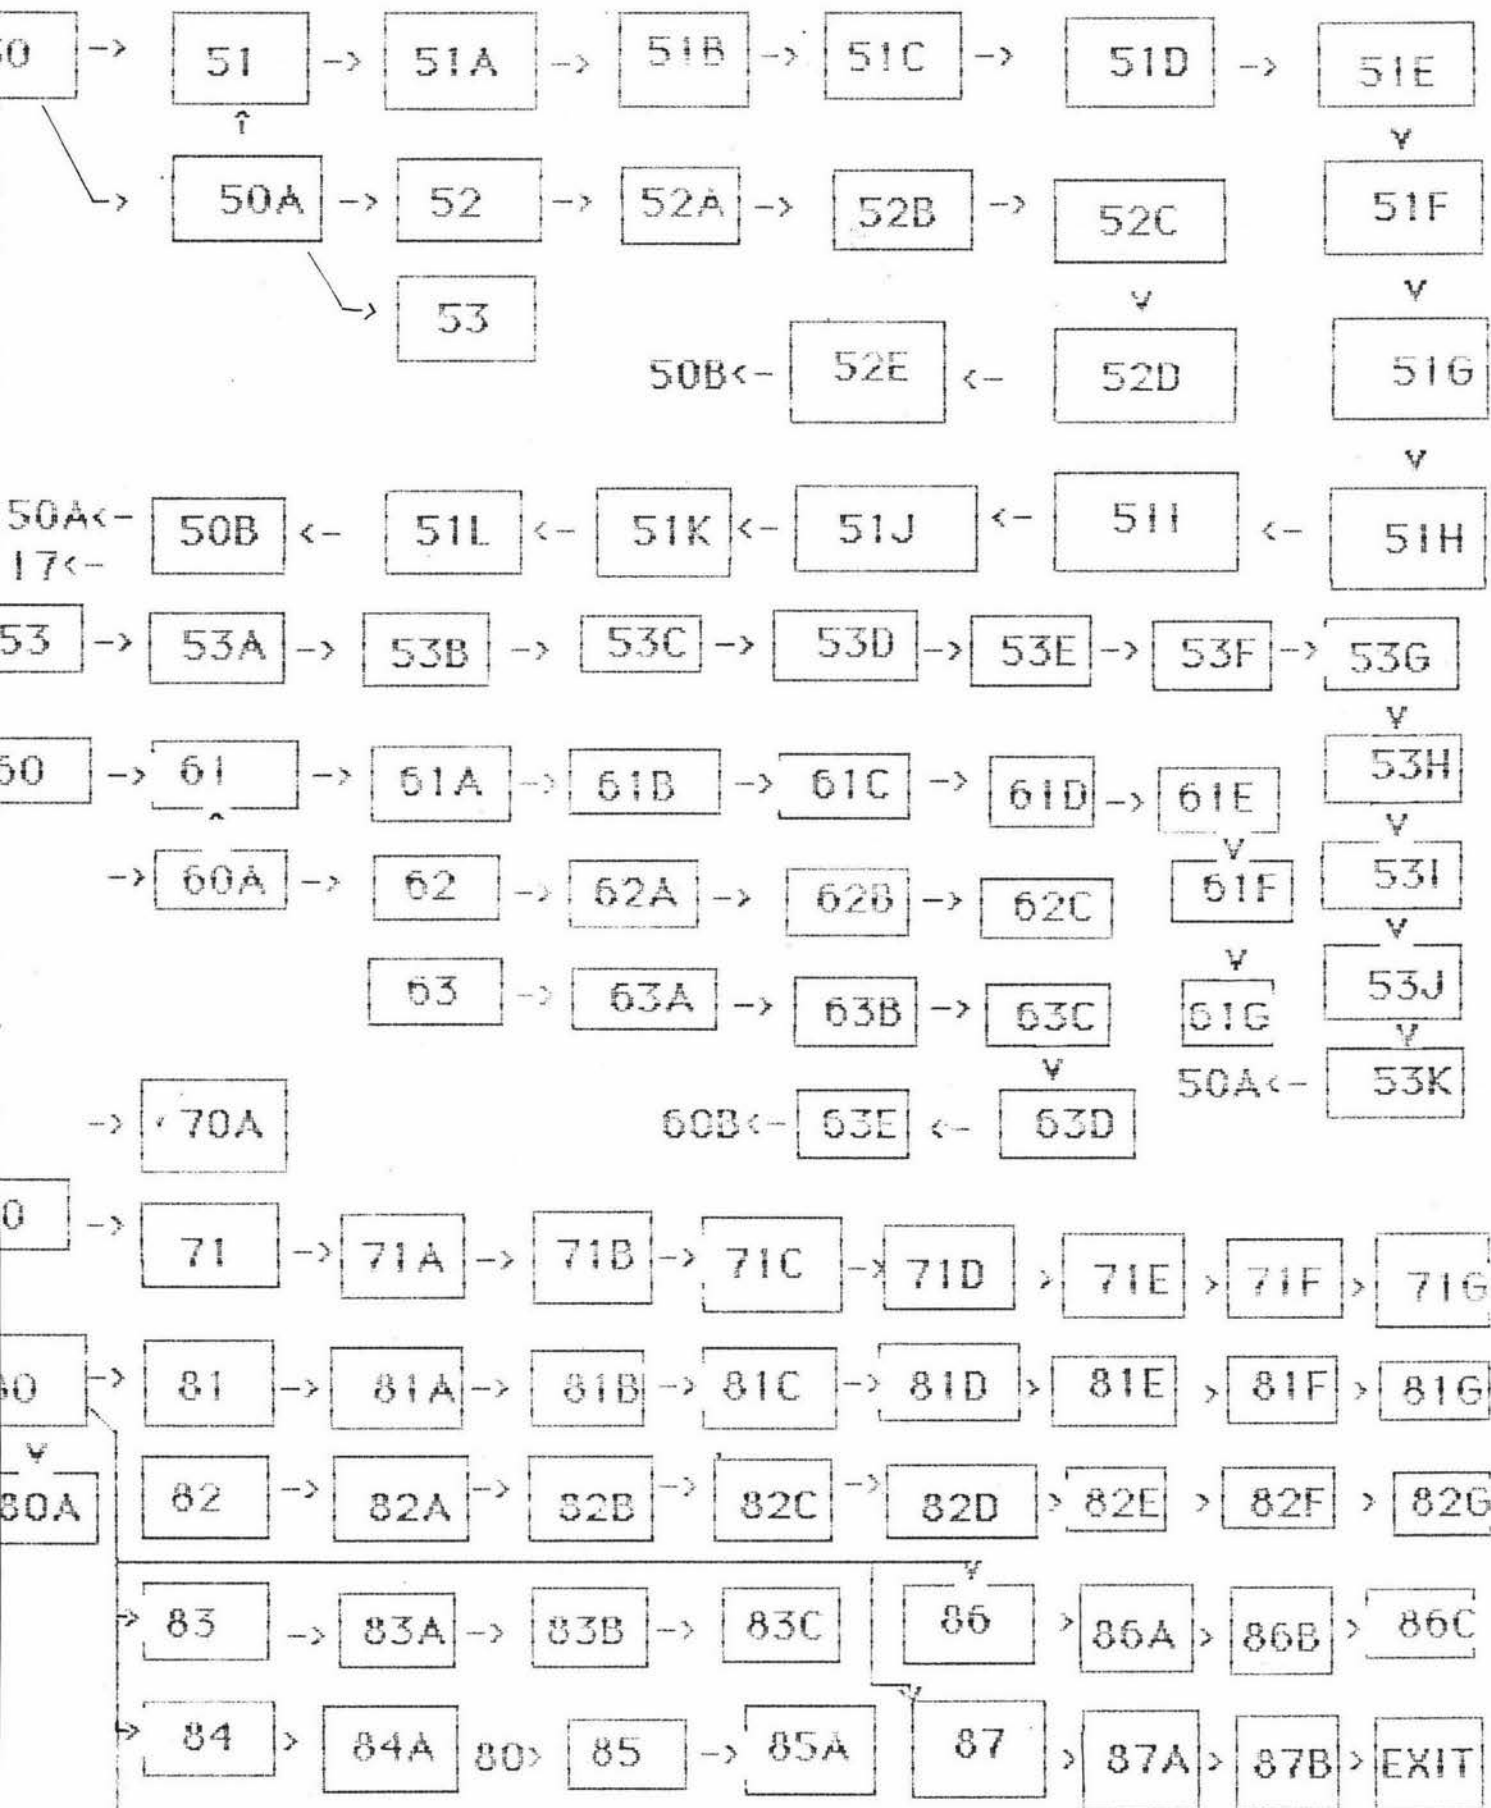 0 -> 51 -> 51A -> 51B -> 51C -> 51D -> 51E
-> 50A -> 52 -> 52A -> 52B -> 52C 51F
53
50B<- 52E <- 52D 51G
50A<- 50B <- 51L <- 51K <- 51J <- 51I <- 51H
17<-
53 -> 53A -> 53B -> 53C -> 53D -> 53E -> 53F -> 53G
60 -> 61 -> 61A -> 61B -> 61C -> 61D -> 61E 53H
-> 60A -> 62 -> 62A -> 62B -> 62C 61F 53I
63 -> 63A -> 63B -> 63C 61G 53J
50A<- 53K
-> 70A 60B<- 63E <- 63D
0 -> 71 -> 71A -> 71B -> 71C -> 71D > 71E > 71F > 71G
80 -> 81 -> 81A -> 81B -> 81C -> 81D > 81E > 81F > 81G
80A 82 -> 82A -> 82B -> 82C -> 82D > 82E > 82F > 82G
83 -> 83A -> 83B -> 83C 86 > 86A > 86B > 86C
84 > 84A 80> 85 -> 85A 87 > 87A > 87B > EXIT